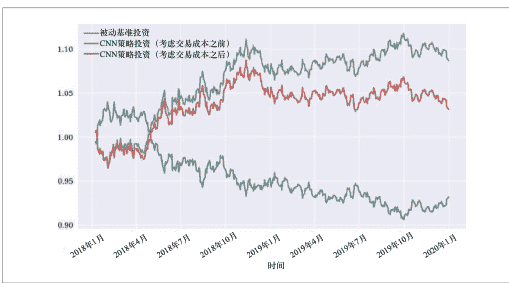 被动基准投资
CNN策略投资（考虑交易成本之前）
CNN策略投资（考虑交易成本之后）
1.10
1.05
1.00
0.95
0.90
2018年1月
2018年4月
2018年7月
2018年10月
2019年1月
2019年4月
2019年7月
2019年10月
2020年1月
时间